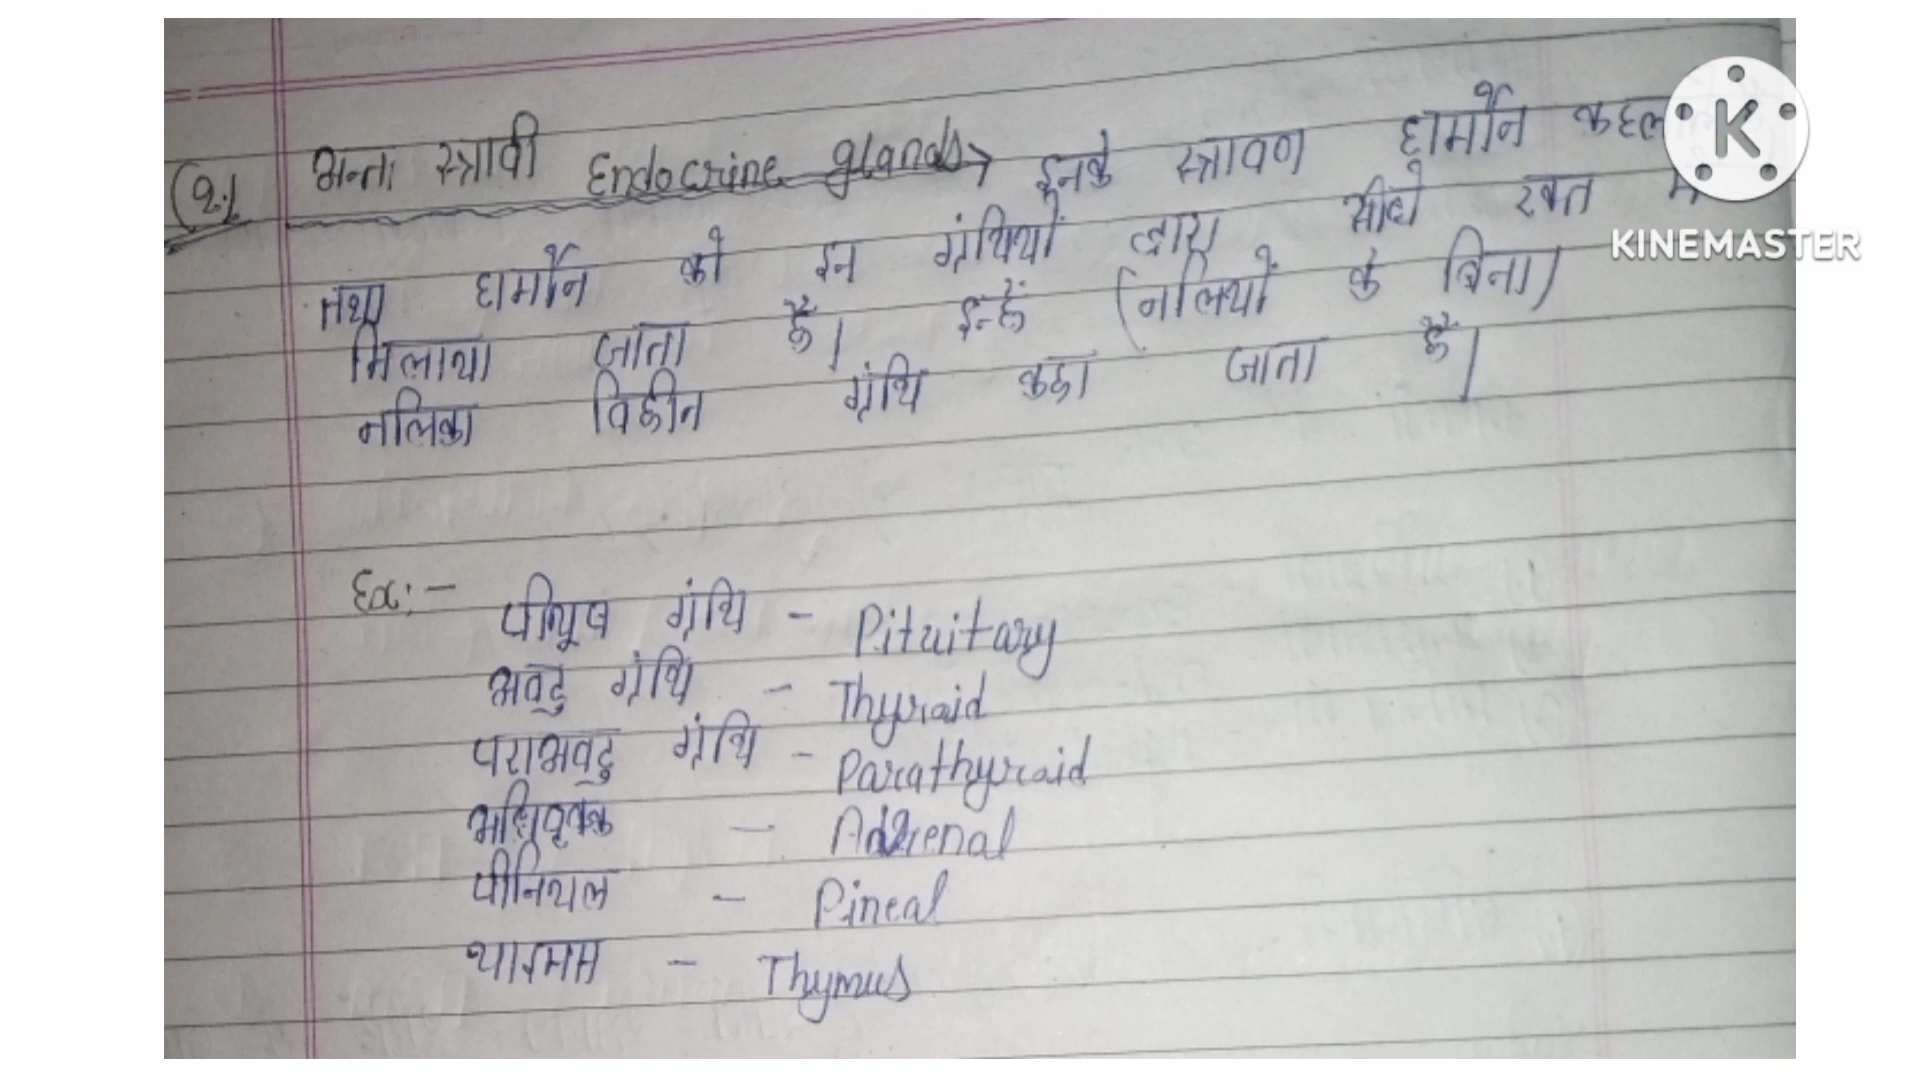 (2.) अन्तः स्त्रावी Endocrine glands → इनके स्त्रावण हार्मोन कहल
तथा हार्मोन को इन ग्रंथियों द्वारा सीधे रक्त में
मिलाया जाता है। इन्हें (नलियों के बिना)
नलिका विहीन ग्रंथि कहा जाता है।
Ex:-
पीयूष ग्रंथि - Pituitary
अवटु ग्रंथि - Thyroid
पराअवटु ग्रंथि - Parathyroid
अधिवृक्क - Adrenal
पीनियल - Pineal
थाइमस - Thymus
K
KINEMASTER